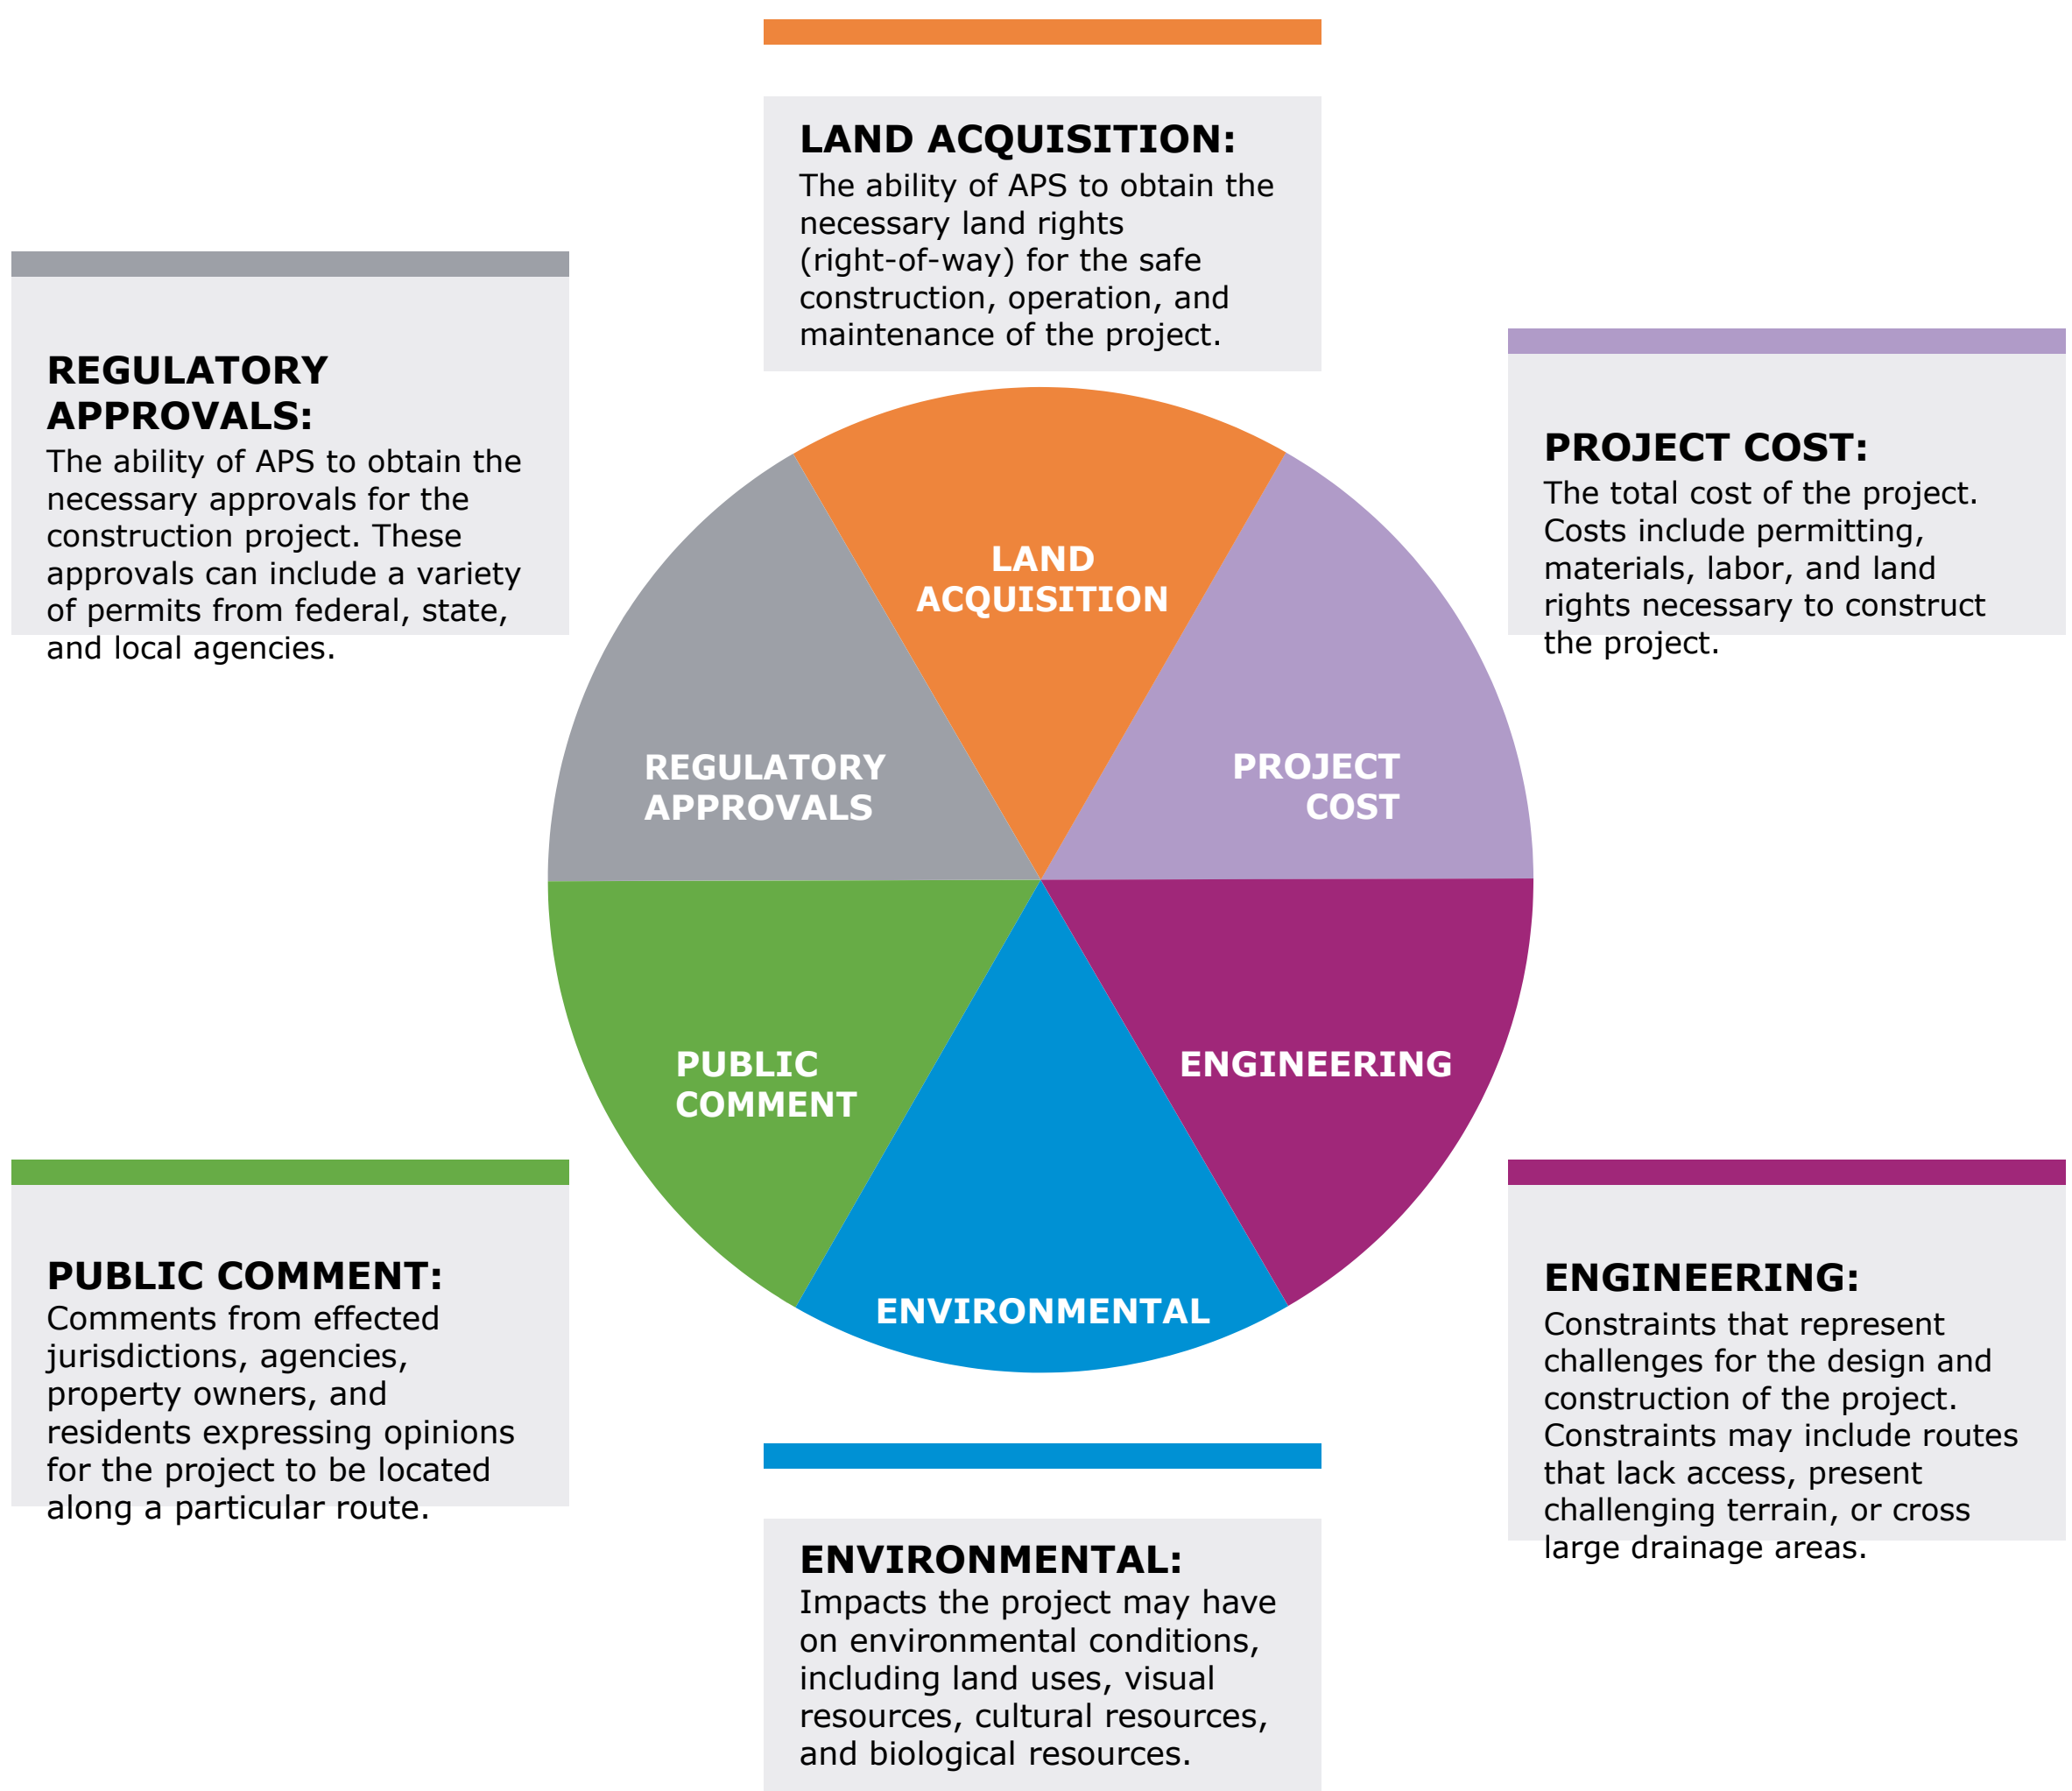 LAND ACQUISITION:
The ability of APS to obtain the
necessary land rights
(right-of-way) for the safe
construction, operation, and
maintenance of the project.
REGULATORY
APPROVALS:
The ability of APS to obtain the
necessary approvals for the
construction project. These
approvals can include a variety
of permits from federal, state,
and local agencies.
PROJECT COST:
The total cost of the project.
Costs include permitting,
materials, labor, and land
rights necessary to construct
the project.
LAND
ACQUISITION
REGULATORY
APPROVALS
PROJECT
COST
PUBLIC
COMMENT
ENGINEERING
ENVIRONMENTAL
PUBLIC COMMENT:
Comments from effected
jurisdictions, agencies,
property owners, and
residents expressing opinions
for the project to be located
along a particular route.
ENGINEERING:
Constraints that represent
challenges for the design and
construction of the project.
Constraints may include routes
that lack access, present
challenging terrain, or cross
large drainage areas.
ENVIRONMENTAL:
Impacts the project may have
on environmental conditions,
including land uses, visual
resources, cultural resources,
and biological resources.